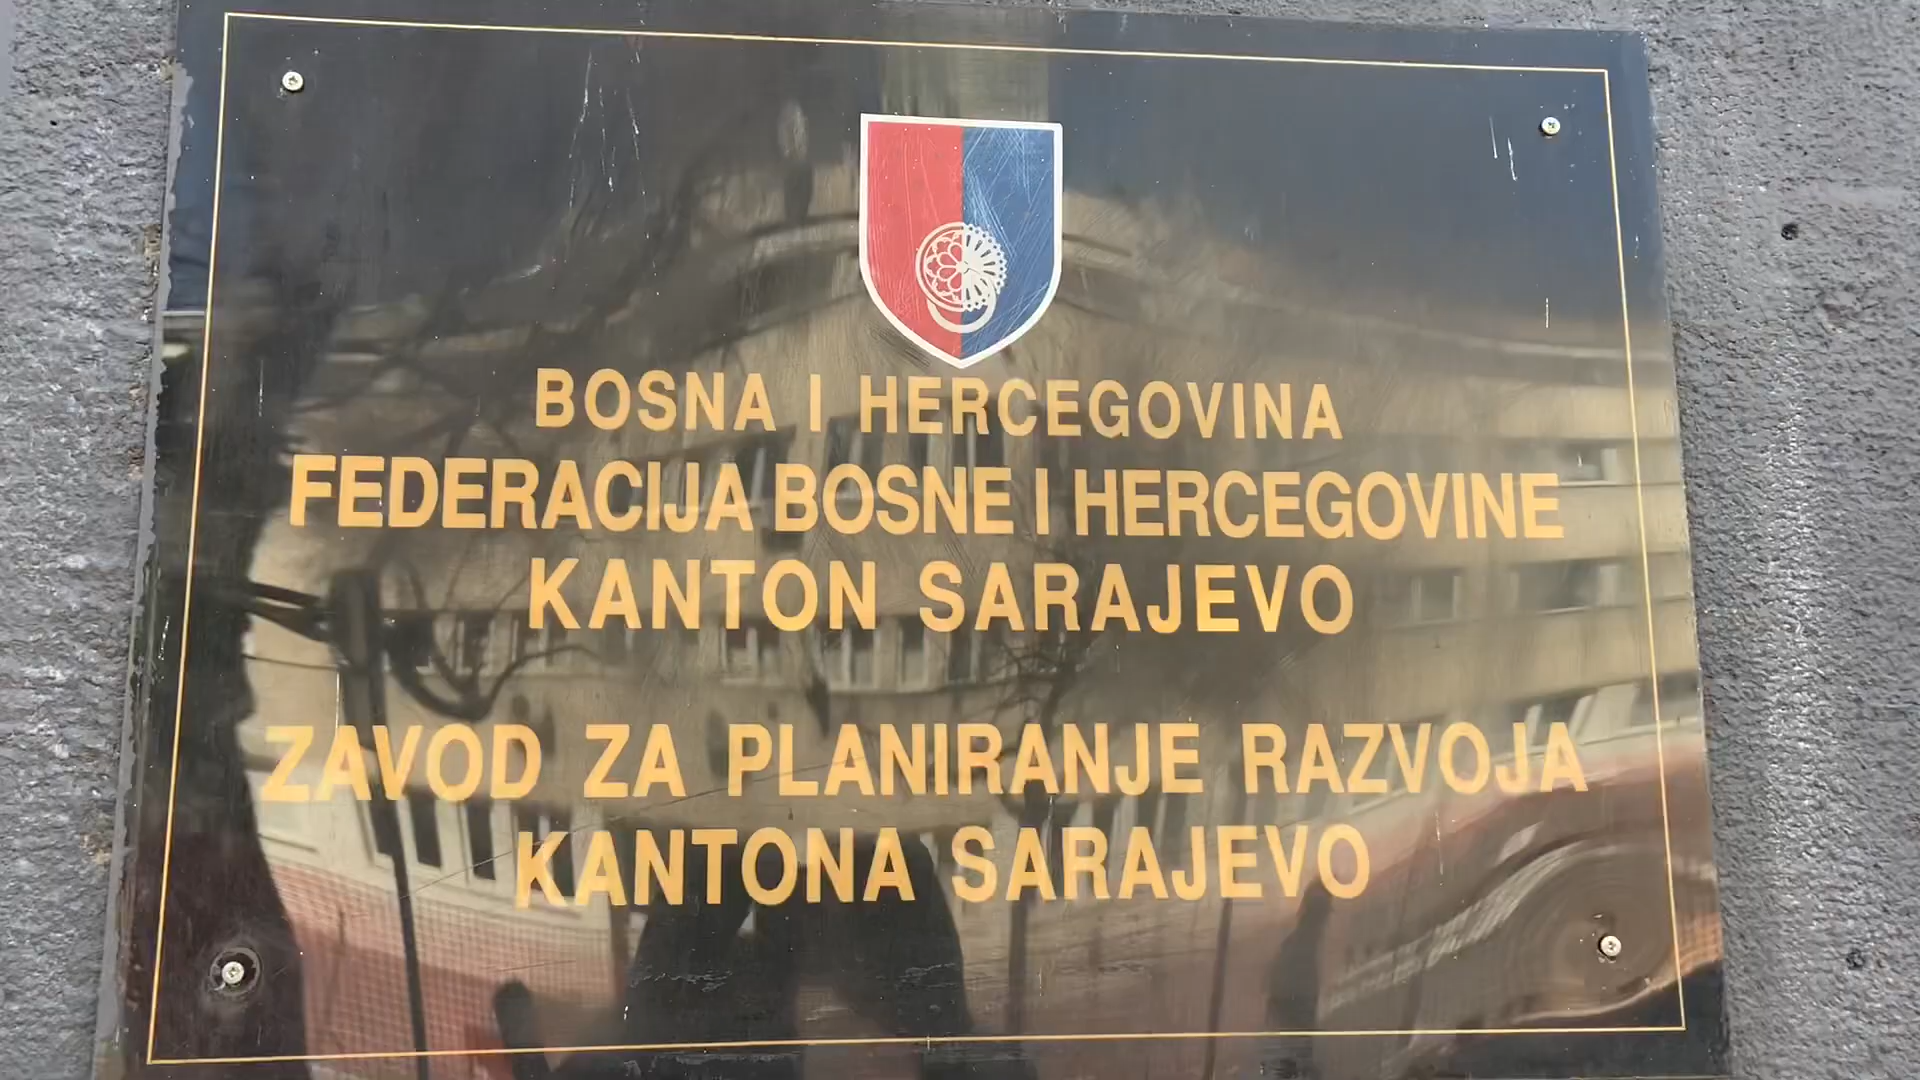 BOSNA I HERCEGOVINA
FEDERACIJA BOSNE I HERCEGOVINE
KANTON SARAJEVO
ZAVOD ZA PLANIRANJE RAZVOJA
KANTONA SARAJEVO